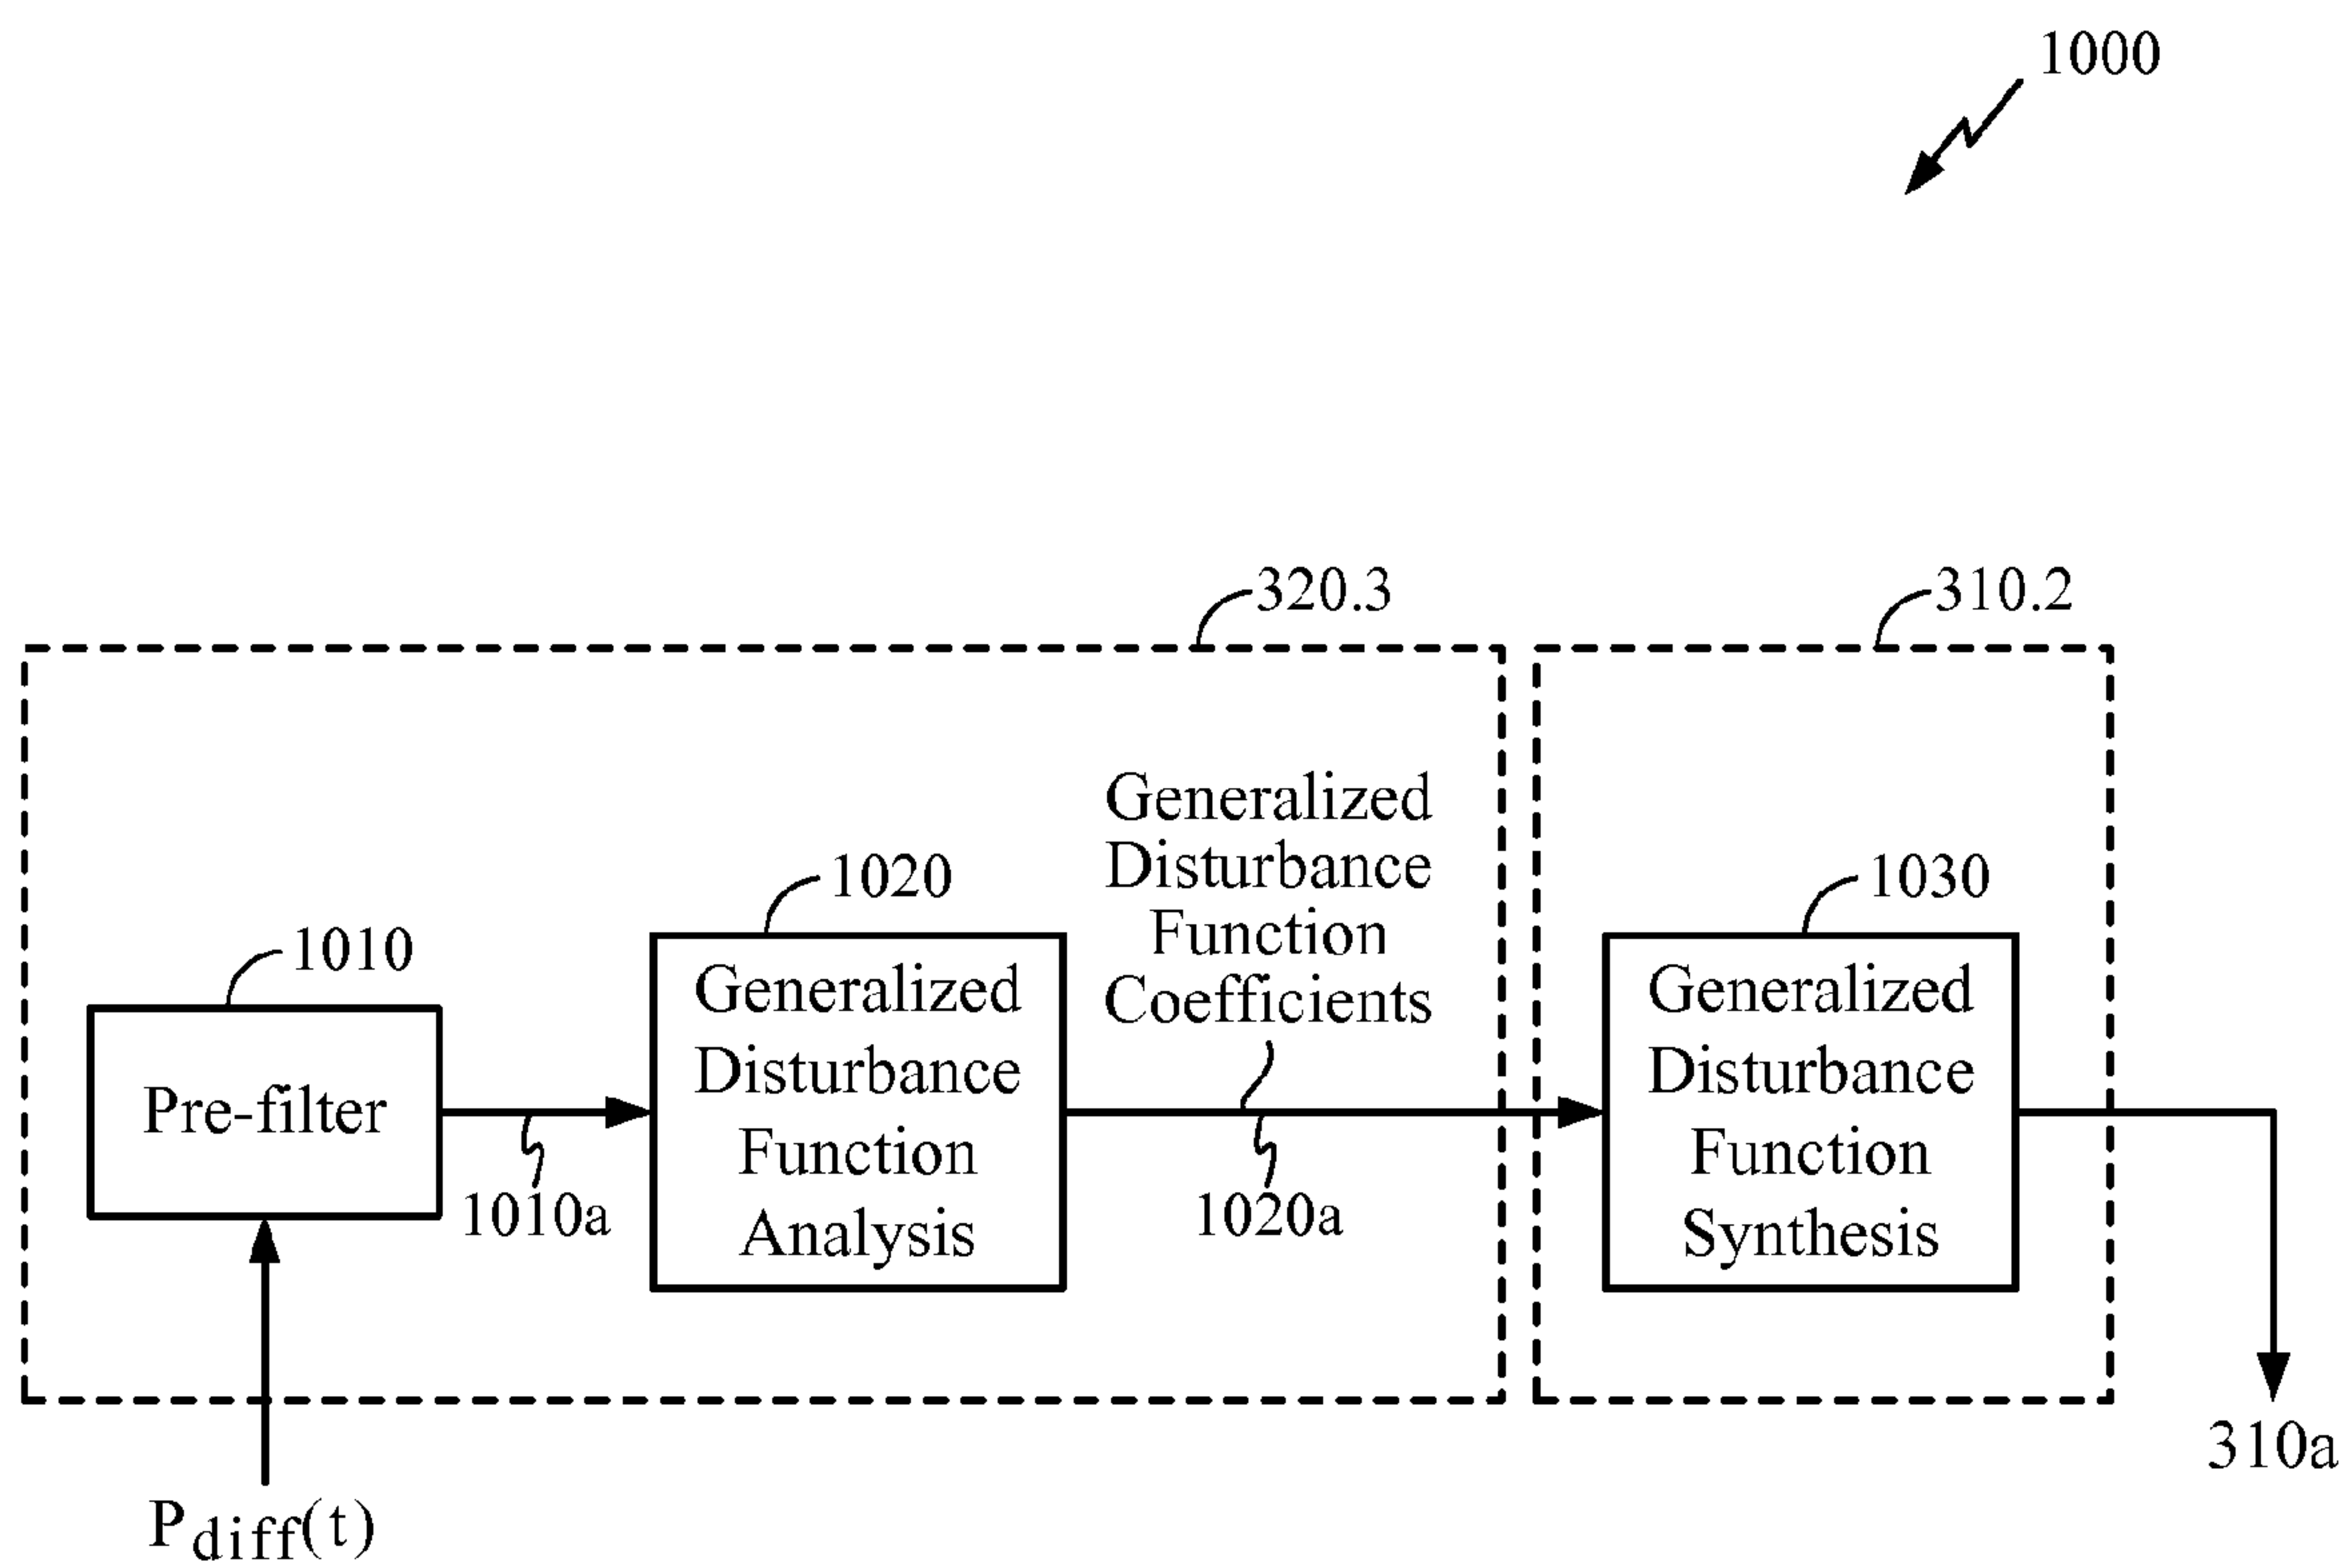 1000
320.3
310.2
Generalized
Disturbance
Function
Coefficients
1010
1020
1030
Pre-filter
Generalized
Disturbance
Function
Analysis
Generalized
Disturbance
Function
Synthesis
1010a
1020a
310a
Pdiff(t)